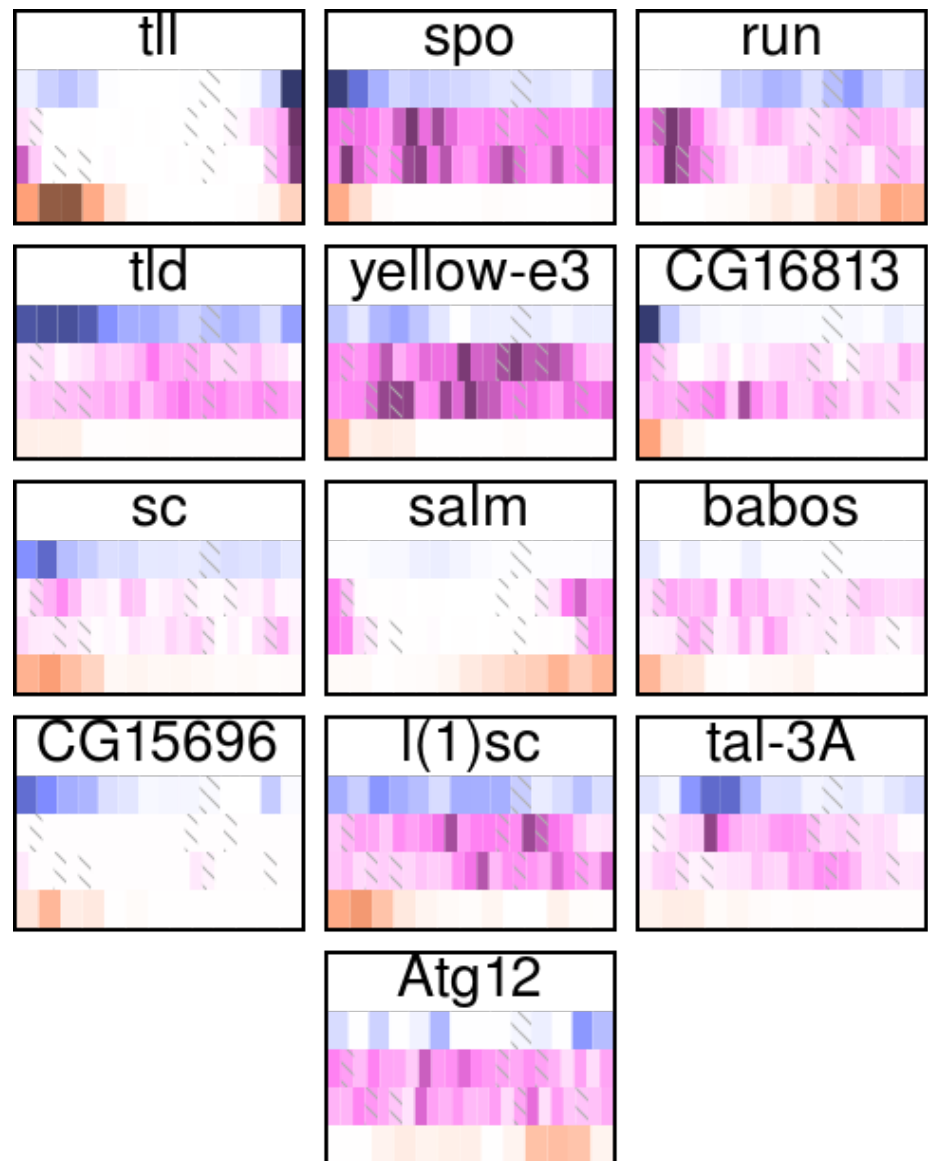 tll
spo
run
tld
yellow-e3
CG16813
sc
salm
babos
CG15696
l(1)sc
tal-3A
Atg12